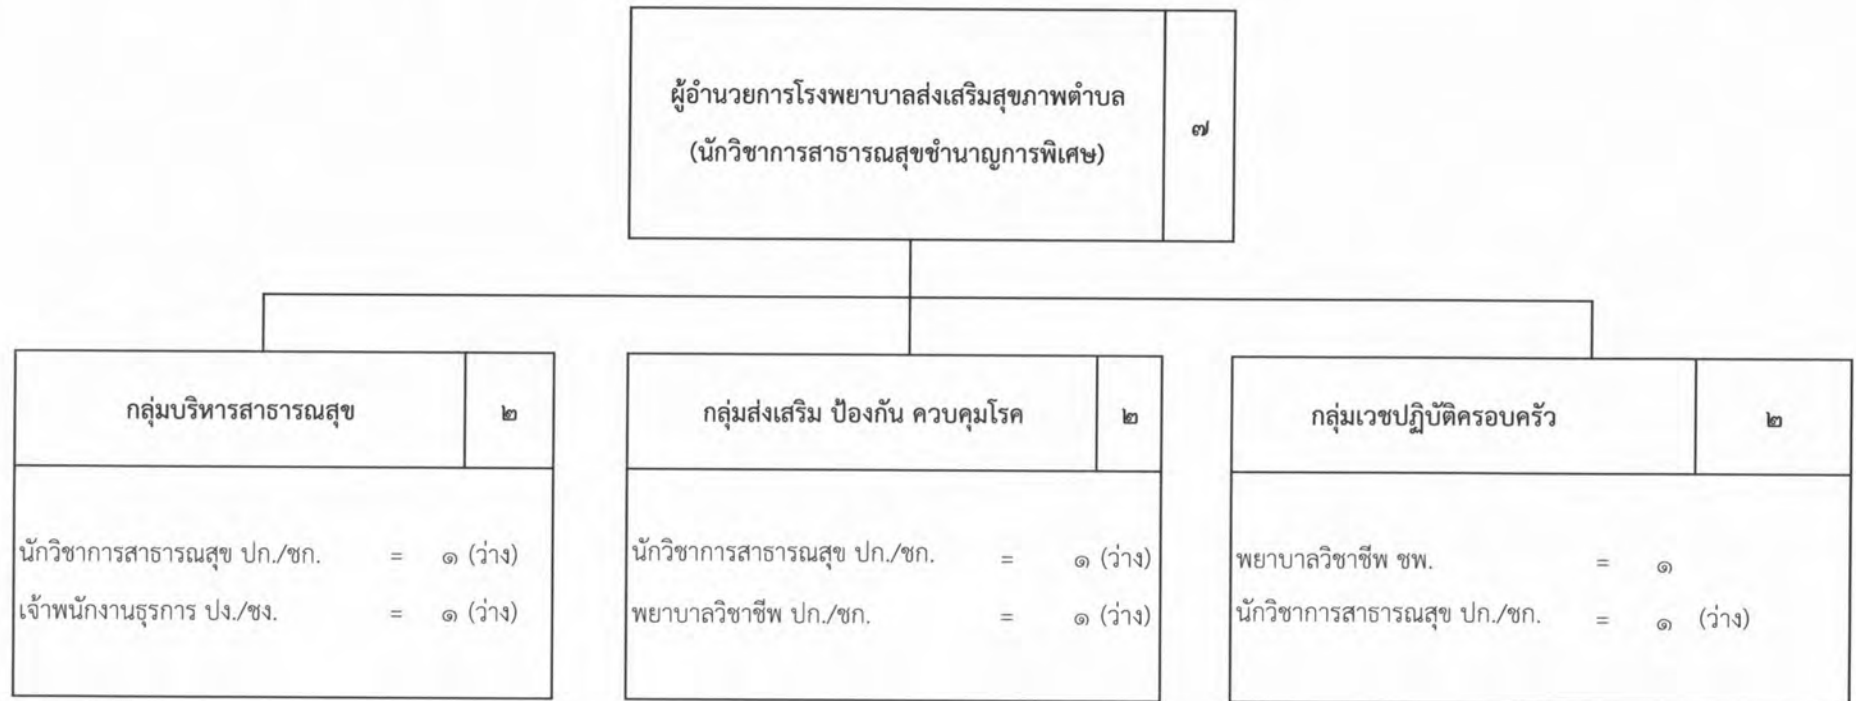 ผู้อำนวยการโรงพยาบาลส่งเสริมสุขภาพตำบล
(นักวิชาการสาธารณสุขชำนาญการพิเศษ)
๗
กลุ่มบริหารสาธารณสุข ๒
นักวิชาการสาธารณสุข ปก./ชก. = ๑ (ว่าง)
เจ้าพนักงานธุรการ ปง./ชง. = ๑ (ว่าง)
กลุ่มส่งเสริม ป้องกัน ควบคุมโรค ๒
นักวิชาการสาธารณสุข ปก./ชก. = ๑ (ว่าง)
พยาบาลวิชาชีพ ปก./ชก. = ๑ (ว่าง)
กลุ่มเวชปฏิบัติครอบครัว ๒
พยาบาลวิชาชีพ ชพ. = ๑
นักวิชาการสาธารณสุข ปก./ชก. = ๑ (ว่าง)